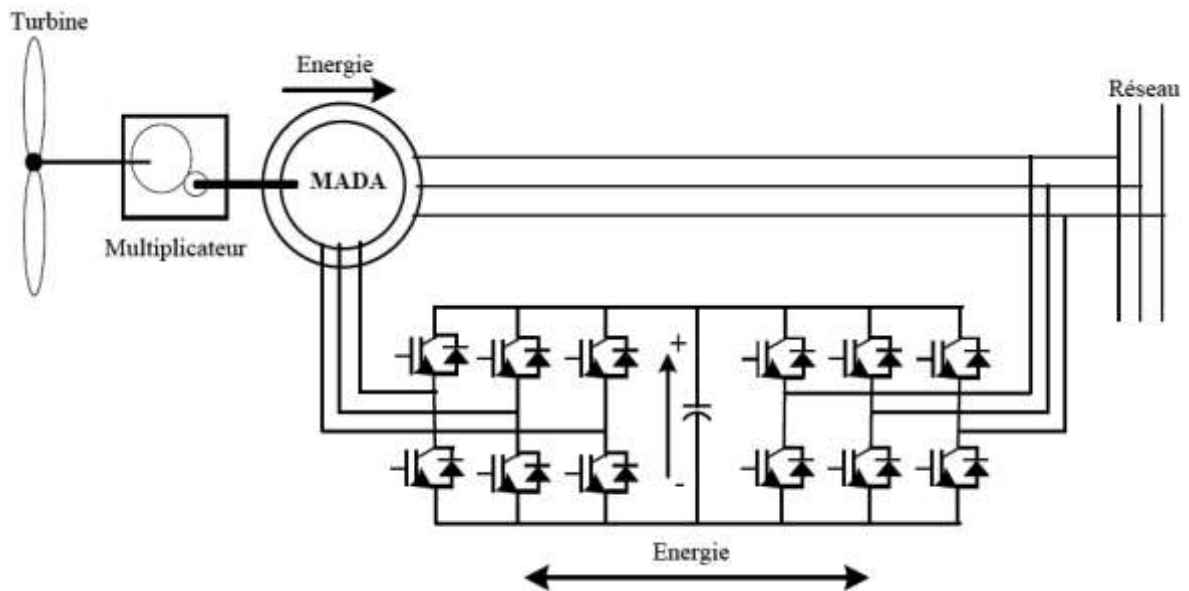 Turbine
Energie
Réseau
MADA
Multiplicateur
+
-
Energie